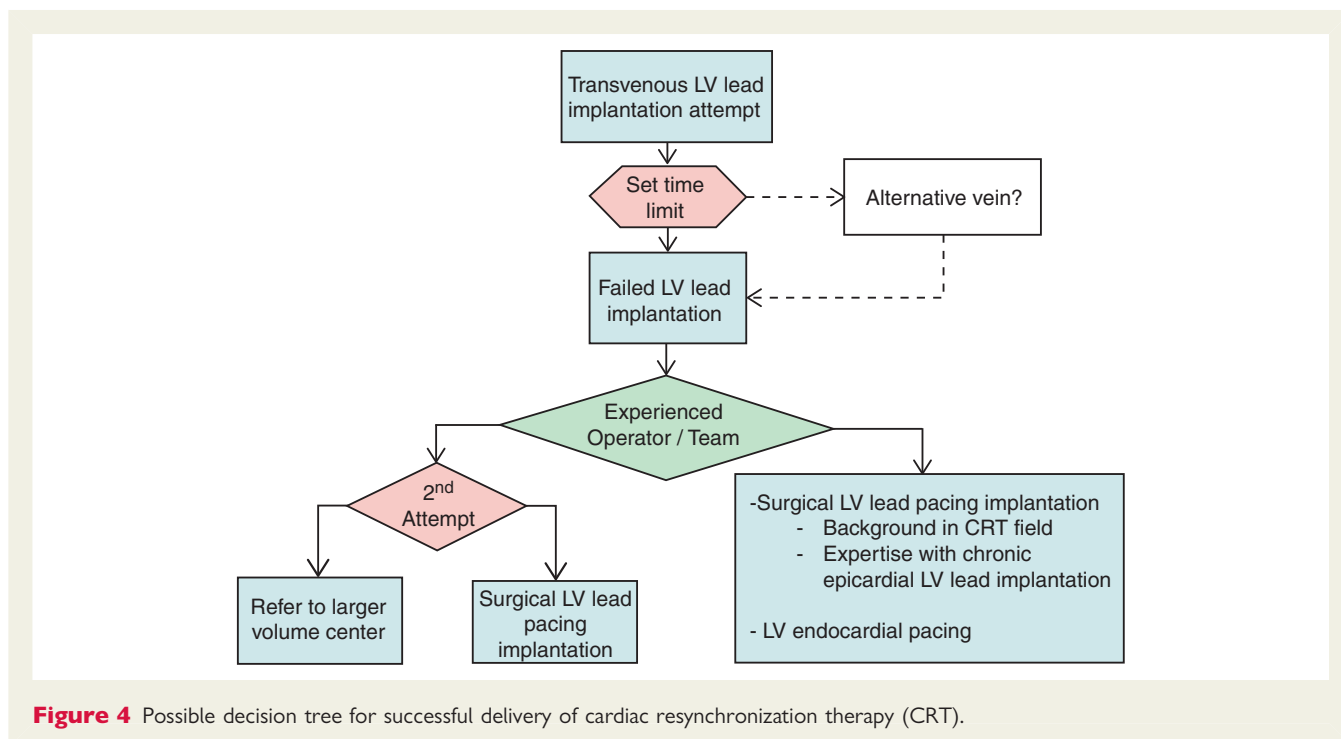 Transvenous LV lead
implantation attempt
Set time
limit
Alternative vein?
Failed LV lead
implantation
Experienced
Operator / Team
2nd
Attempt
Refer to larger
volume center
Surgical LV lead
pacing
implantation
-Surgical LV lead pacing implantation
- Background in CRT field
- Expertise with chronic
epicardial LV lead implantation
- LV endocardial pacing
Figure 4 Possible decision tree for successful delivery of cardiac resynchronization therapy (CRT).